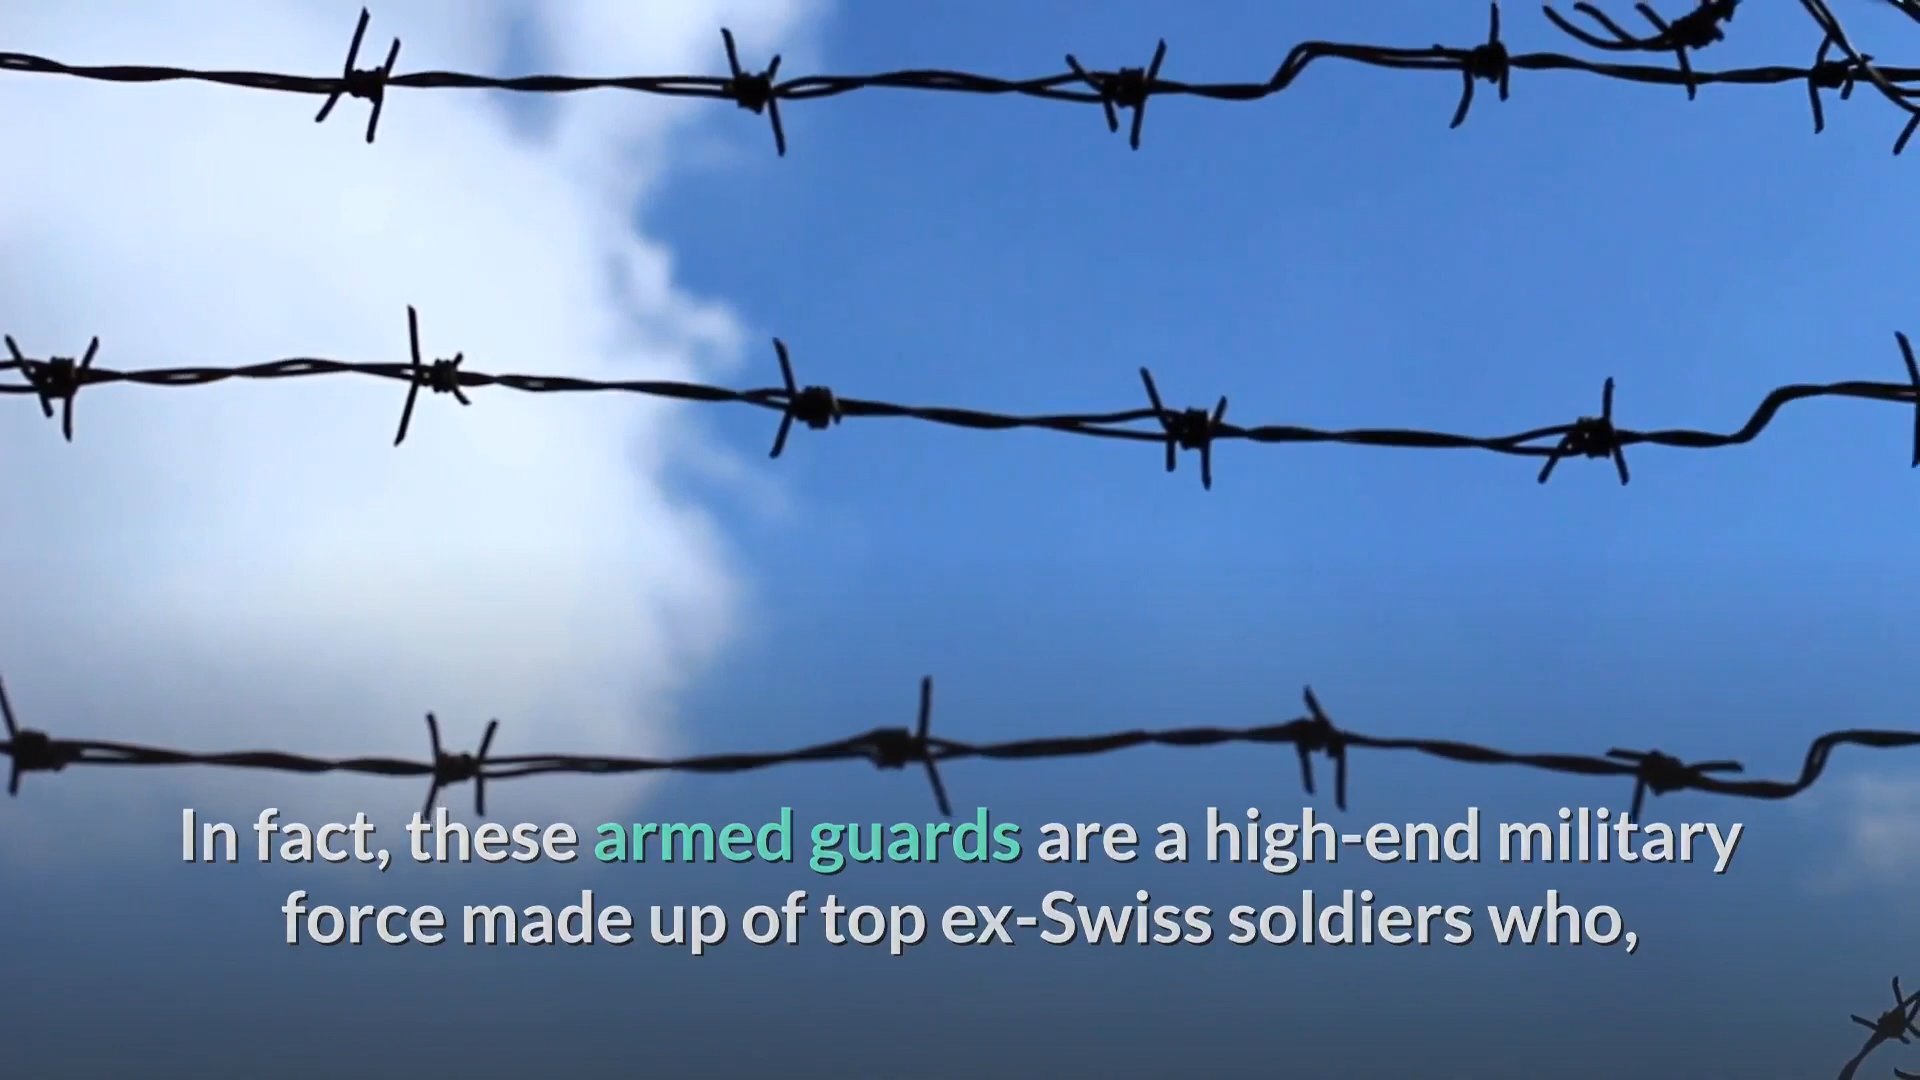 In fact, these armed guards are a high-end military
force made up of top ex-Swiss soldiers who,